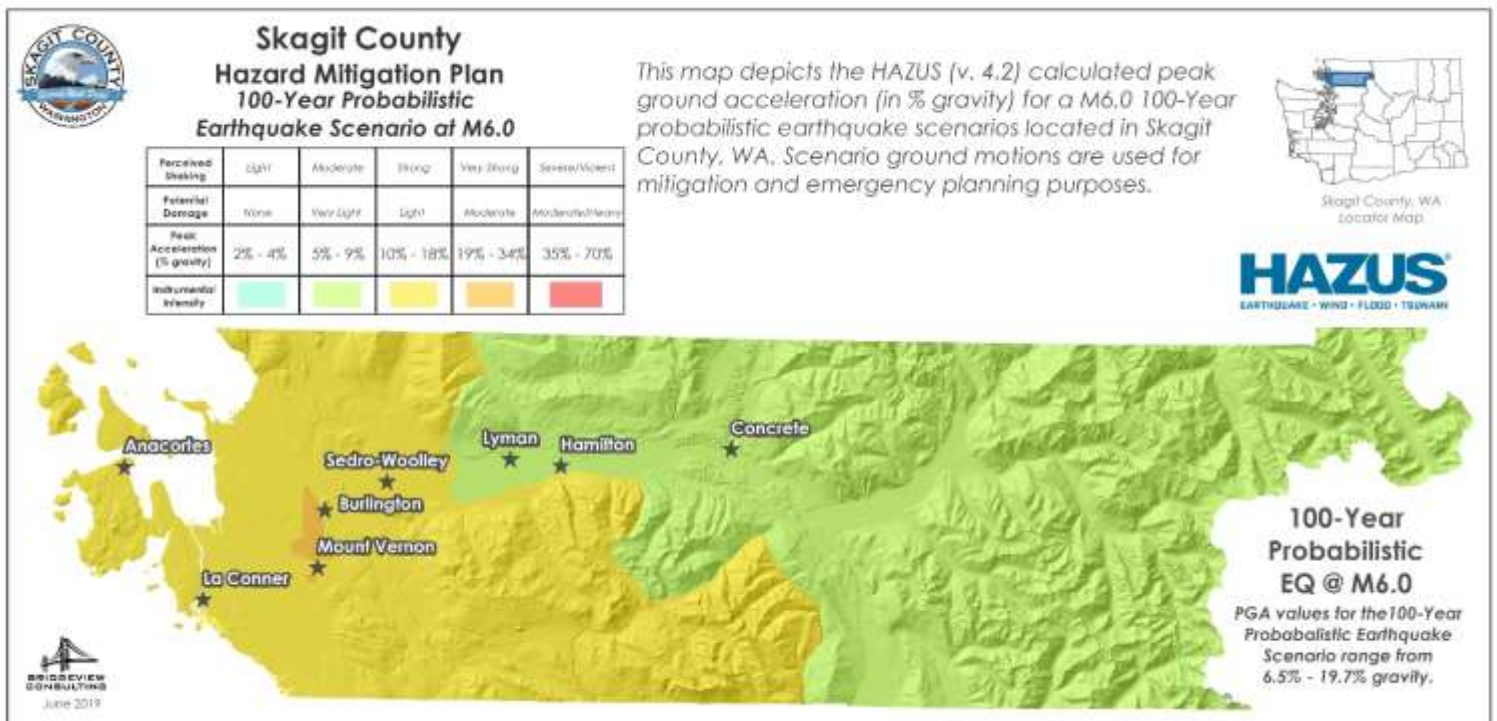 SKAGIT COUNTY
WASHINGTON
Skagit County
Hazard Mitigation Plan
100-Year Probabilistic
Earthquake Scenario at M6.0
Perceived Shaking Light Moderate Strong Very Strong Severe/Violent
Potential Damage None Very Light Light Moderate Moderate/Heavy
Peak Acceleration (% gravity) 2% - 4% 5% - 9% 10% - 18% 19% - 34% 35% - 70%
Instrumental Intensity
This map depicts the HAZUS (v. 4.2) calculated peak
ground acceleration (in % gravity) for a M6.0 100-Year
probabilistic earthquake scenarios located in Skagit
County, WA. Scenario ground motions are used for
mitigation and emergency planning purposes.
Skagit County, WA
Locator Map
HAZUS®
EARTHQUAKE • WIND • FLOOD • TSUNAMI
Anacortes
Sedro-Woolley
Lyman
Hamilton
Concrete
Burlington
Mount Vernon
La Conner
100-Year
Probabilistic
EQ @ M6.0
PGA values for the100-Year
Probabalistic Earthquake
Scenario range from
6.5% - 19.7% gravity.
BRIDGEVIEW
CONSULTING
June 2019